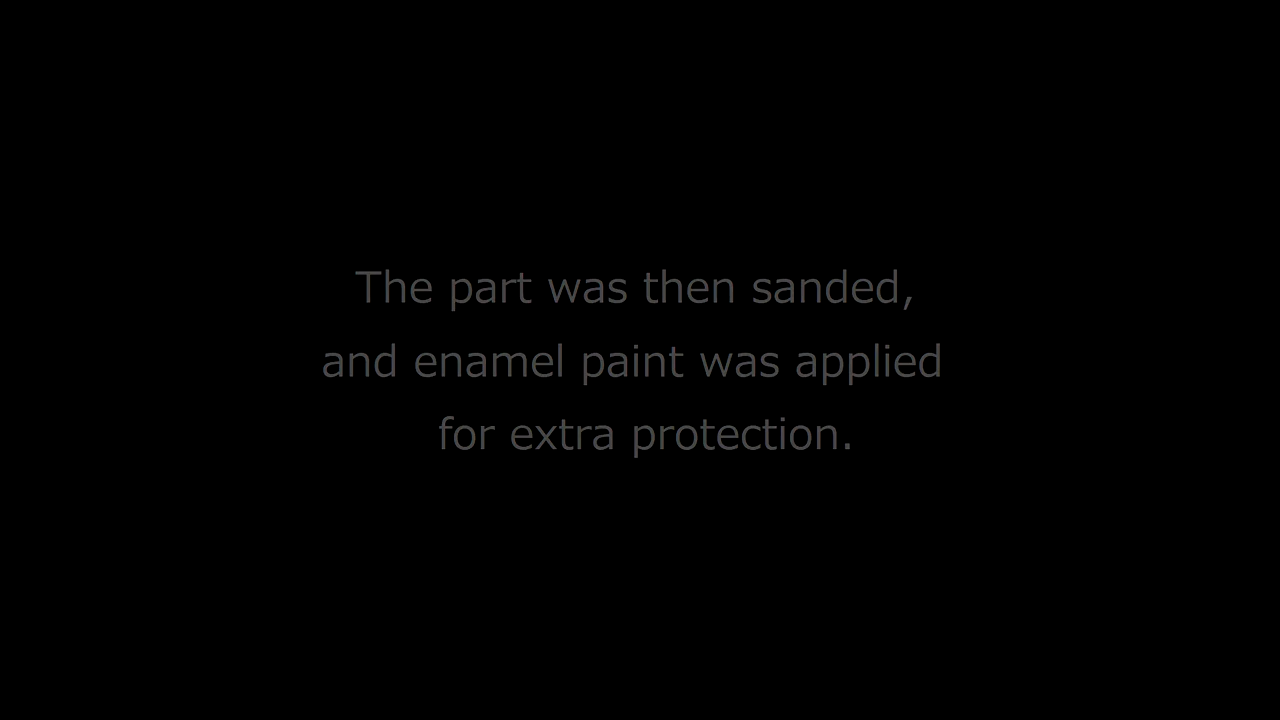 The part was then sanded,
and enamel paint was applied
for extra protection.